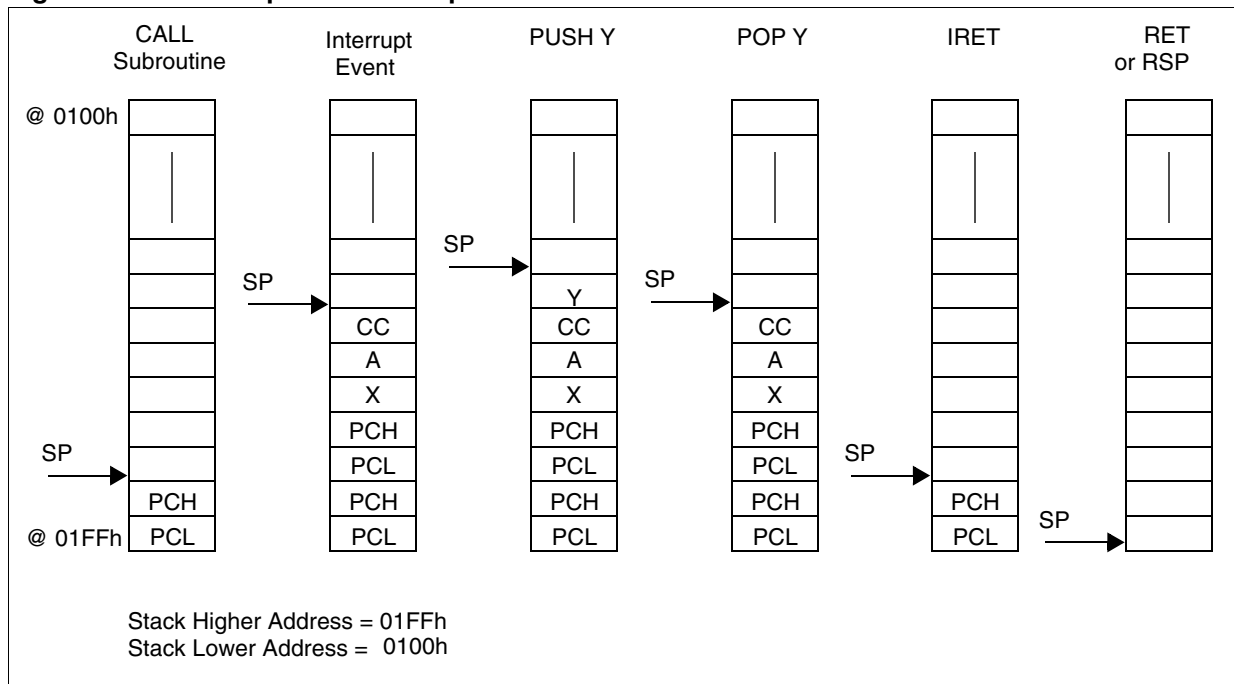 CALL
Subroutine
Interrupt
Event
PUSH Y
POP Y
IRET
RET
or RSP
@ 0100h
SP
PCH
@ 01FFh PCL
SP
CC
A
X
PCH
PCL
PCH
PCL
SP
Y
CC
A
X
PCH
PCL
PCH
PCL
SP
CC
A
X
PCH
PCL
PCH
PCL
SP
PCH
PCL
SP
Stack Higher Address = 01FFh
Stack Lower Address = 0100h